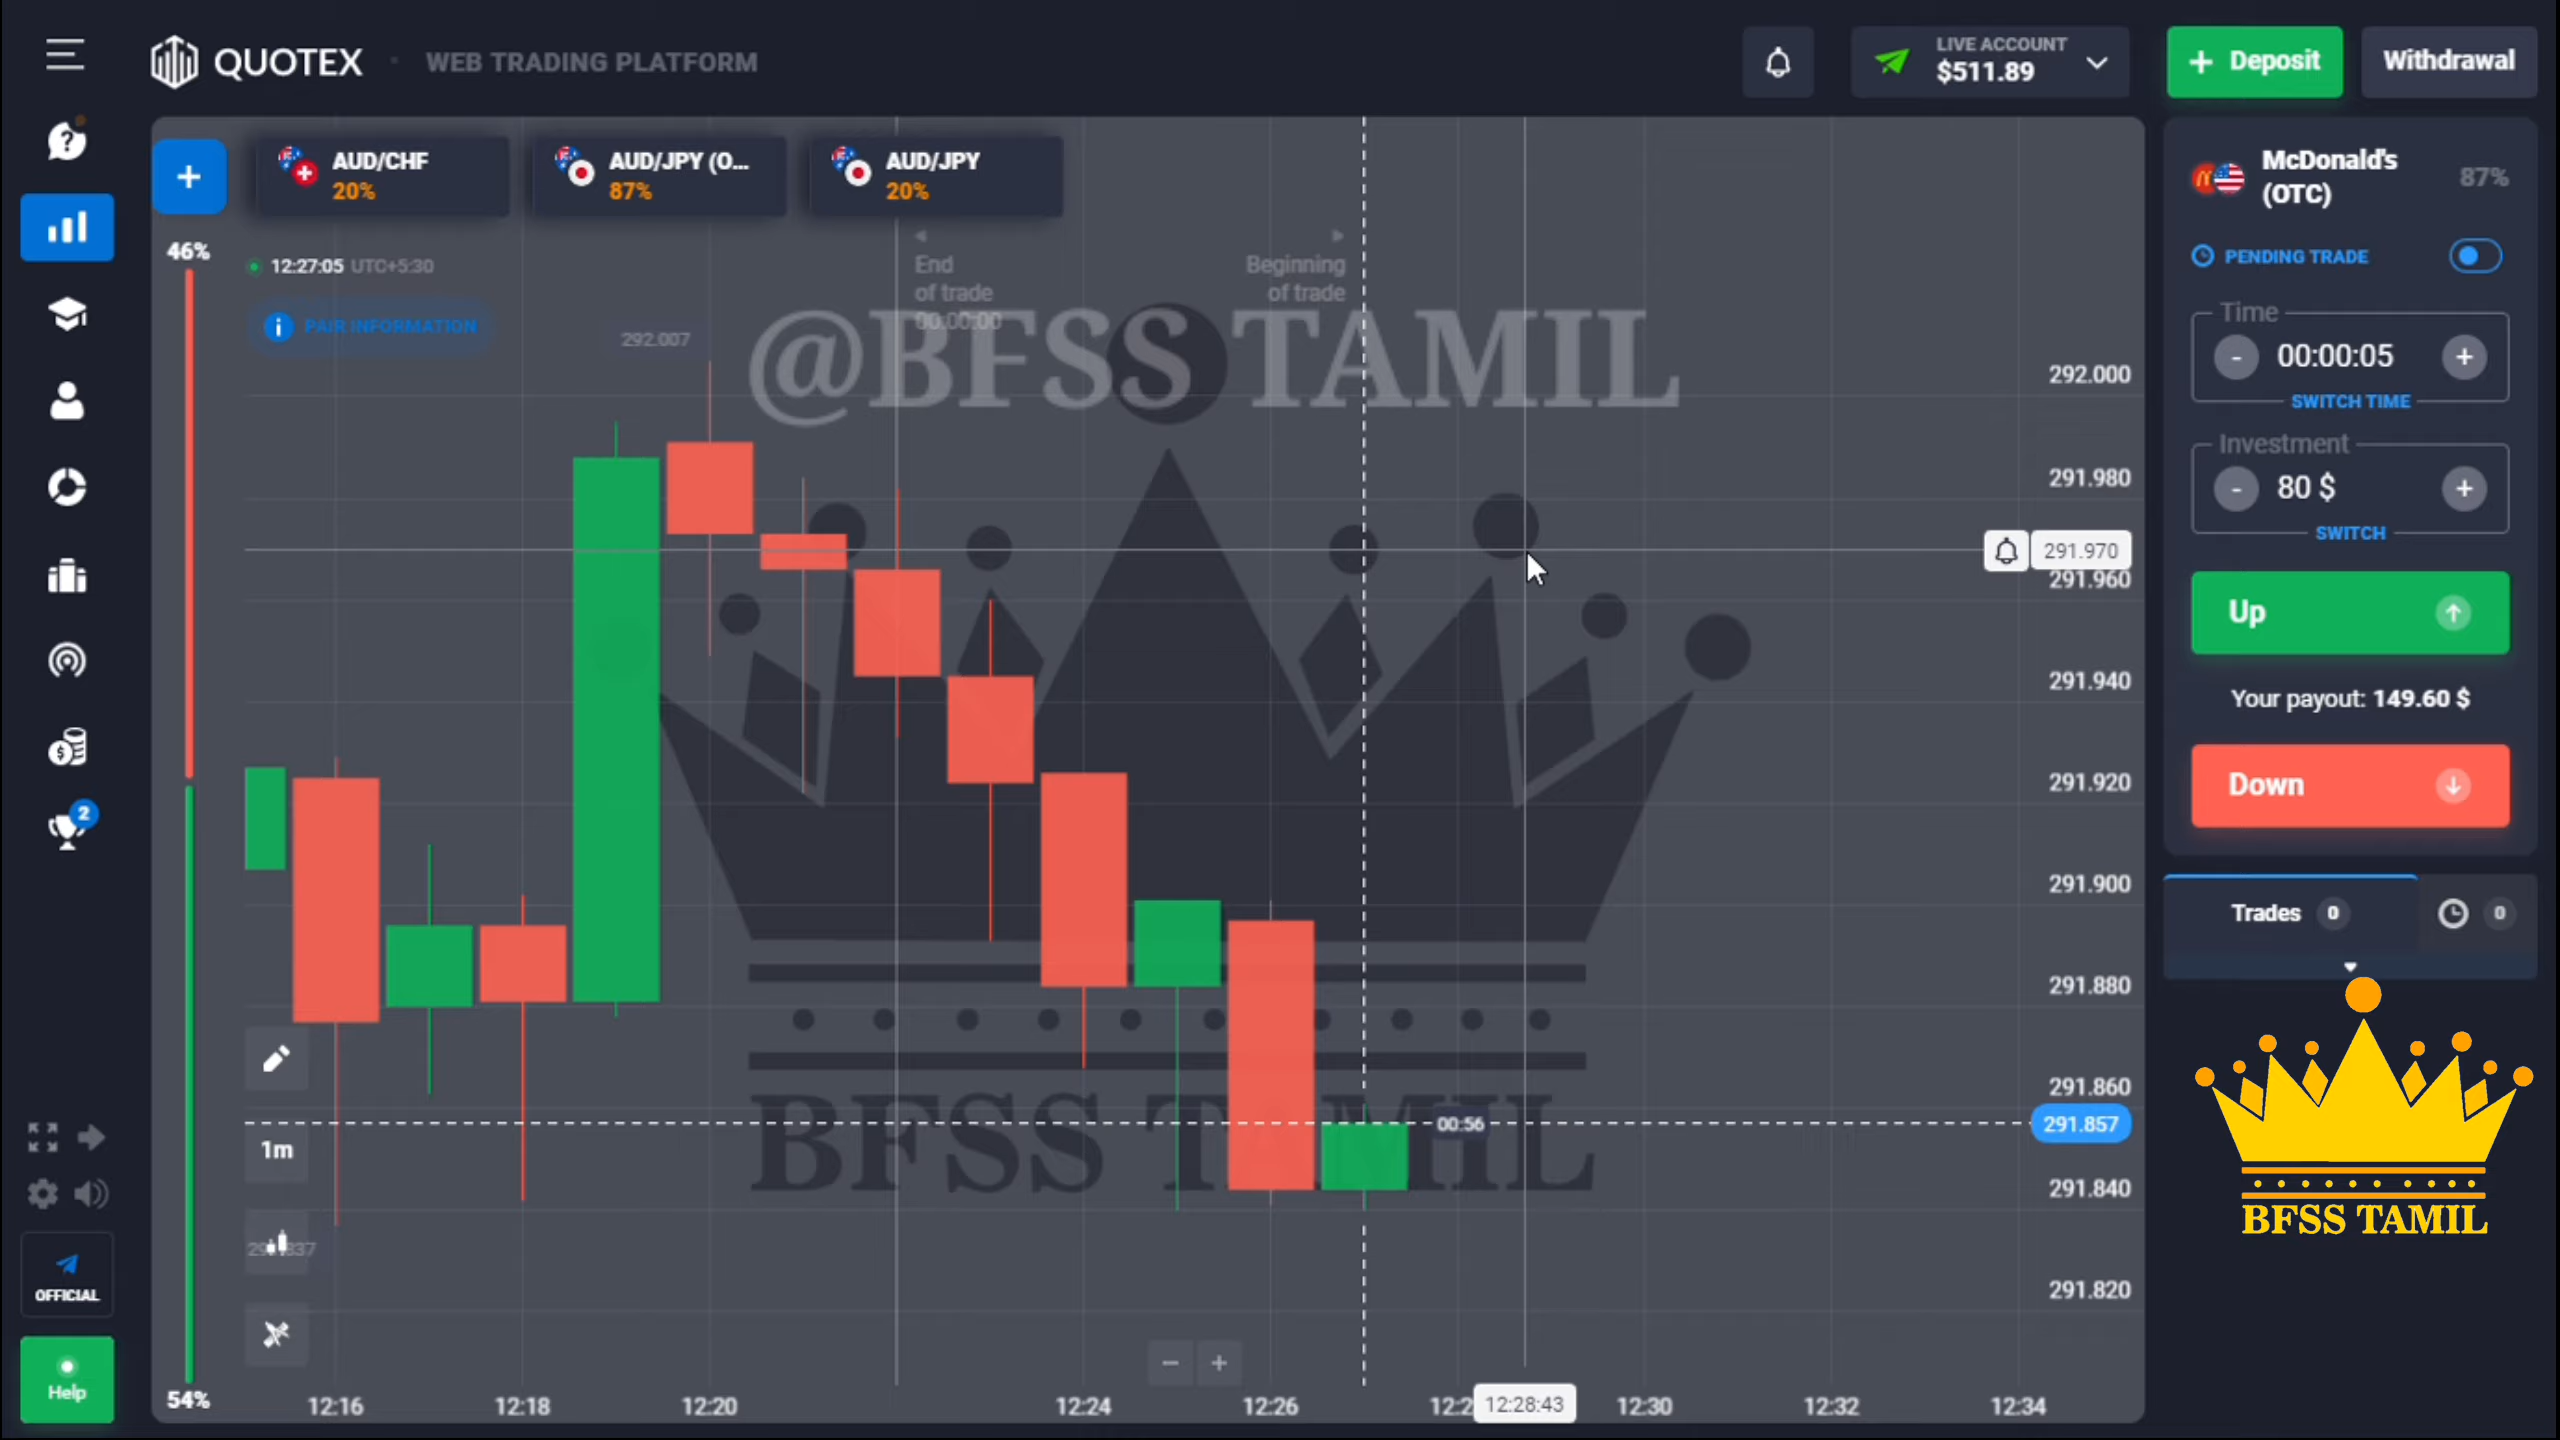 QUOTEX
WEB TRADING PLATFORM
LIVE ACCOUNT
$511.89
+ Deposit
Withdrawal
+
AUD/CHF
20%
AUD/JPY (O...
87%
AUD/JPY
20%
46%
12:27:05 UTC+5:30
PAIR INFORMATION
End
of trade
00:00:00
Beginning
of trade
292.007
@BFSS TAMIL
292.000
291.980
291.970
291.960
291.940
291.920
291.900
291.880
291.860
291.857
291.840
291.820
00:56
BFSS TAMIL
1m
54%
12:16
12:18
12:20
12:24
12:26
12:28:43
12:30
12:32
12:34
2
OFFICIAL
Help
McDonald's
(OTC)
87%
PENDING TRADE
Time
- 00:00:05 +
SWITCH TIME
Investment
- 80 $ +
SWITCH
Up
Your payout: 149.60 $
Down
Trades 0
0
BFSS TAMIL